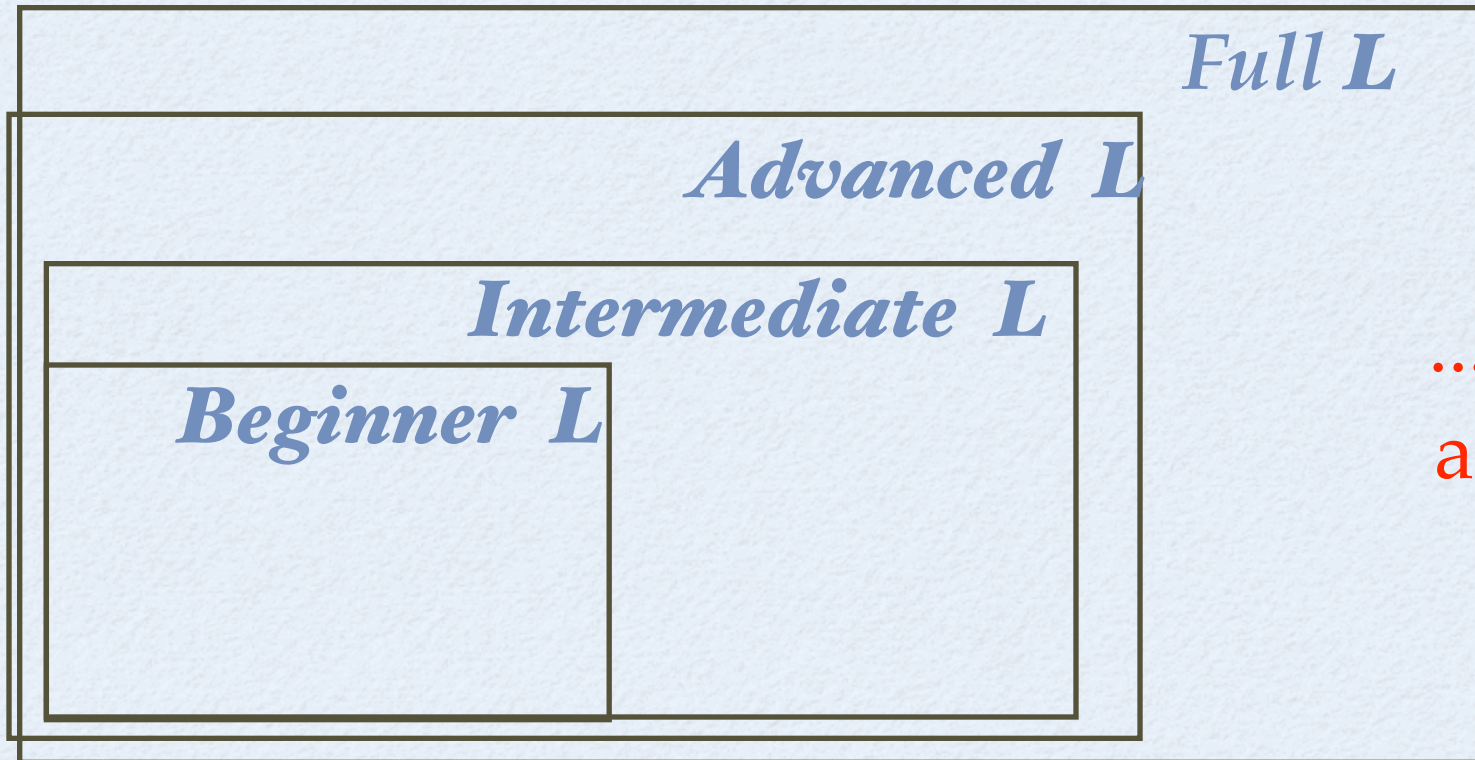 Full L
Advanced L
Intermediate L
...
Beginner L
a